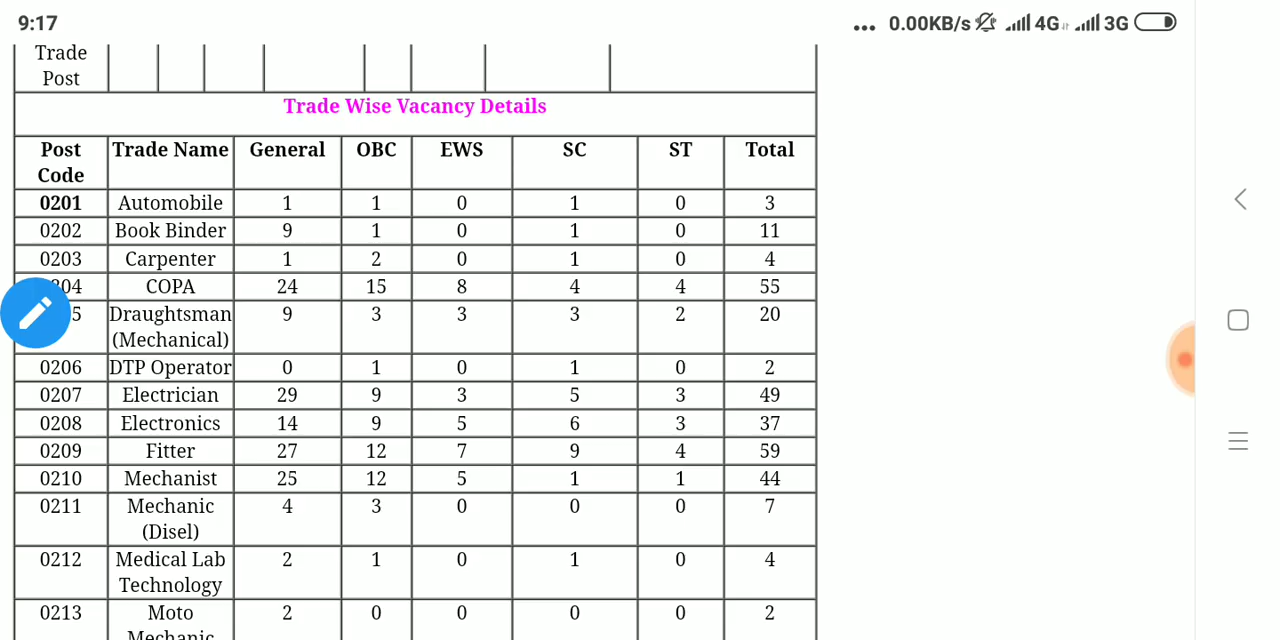 9:17
... 0.00KB/s 4G 3G
Trade
Post
Trade Wise Vacancy Details
Post Code Trade Name General OBC EWS SC ST Total
0201 Automobile 1 1 0 1 0 3
0202 Book Binder 9 1 0 1 0 11
0203 Carpenter 1 2 0 1 0 4
04 COPA 24 15 8 4 4 55
5 Draughtsman 9 3 3 3 2 20
(Mechanical)
0206 DTP Operator 0 1 0 1 0 2
0207 Electrician 29 9 3 5 3 49
0208 Electronics 14 9 5 6 3 37
0209 Fitter 27 12 7 9 4 59
0210 Mechanist 25 12 5 1 1 44
0211 Mechanic 4 3 0 0 0 7
(Disel)
0212 Medical Lab 2 1 0 1 0 4
Technology
0213 Moto 2 0 0 0 0 2
Mechanic